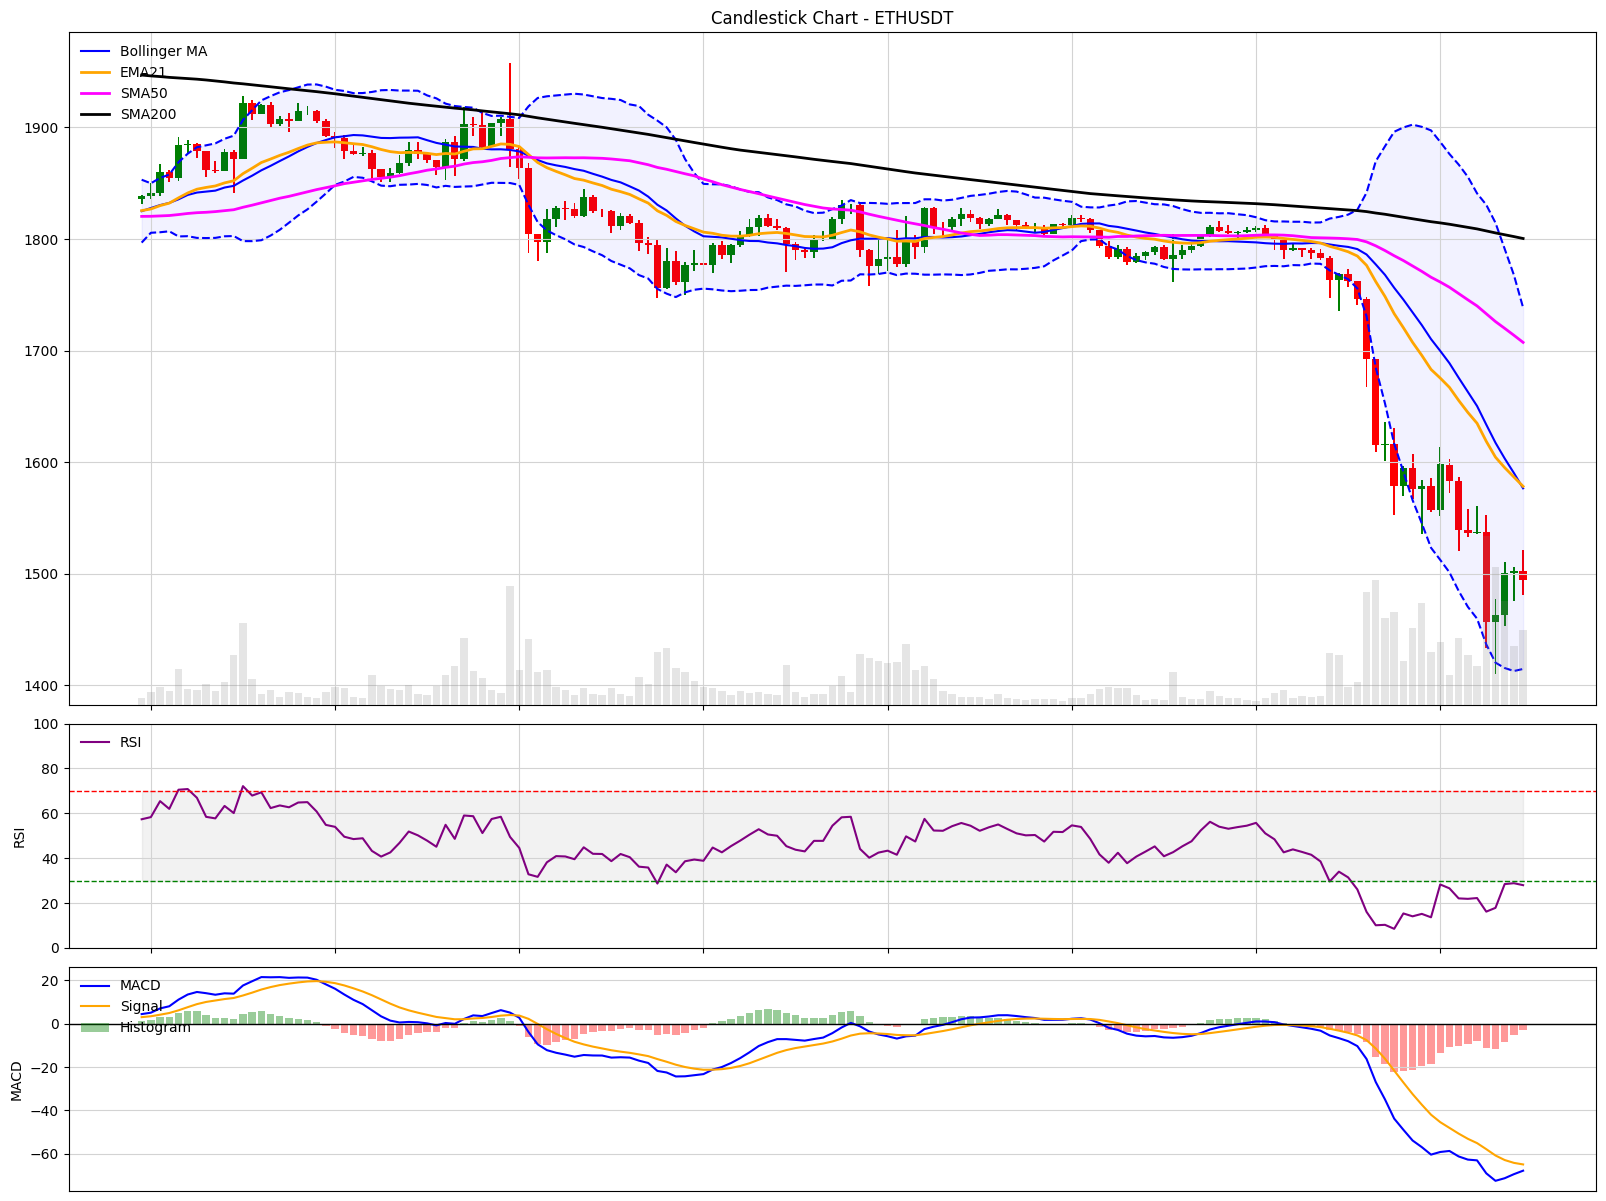 Candlestick Chart - ETHUSDT
Bollinger MA
EMA21
SMA50
SMA200
1900
1800
1700
1600
1500
1400
RSI
100
80
60
40
20
0
RSI
MACD
Signal
Histogram
20
0
−20
−40
−60
MACD